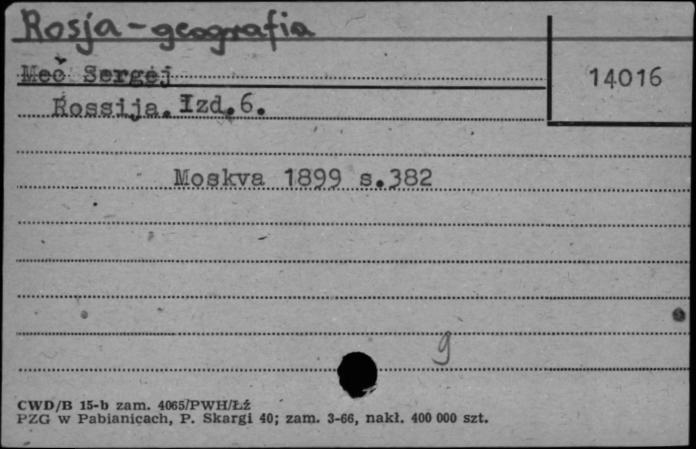 Rosja - geografia
Meč Sergej
14016
Rossija. Izd.6.
Moskva 1899 s.382
g
CWD/B 15-b zam. 4065/PWH/Łź
PZG w Pabianicach, P. Skargi 40; zam. 3-66, nakł. 400 000 szt.